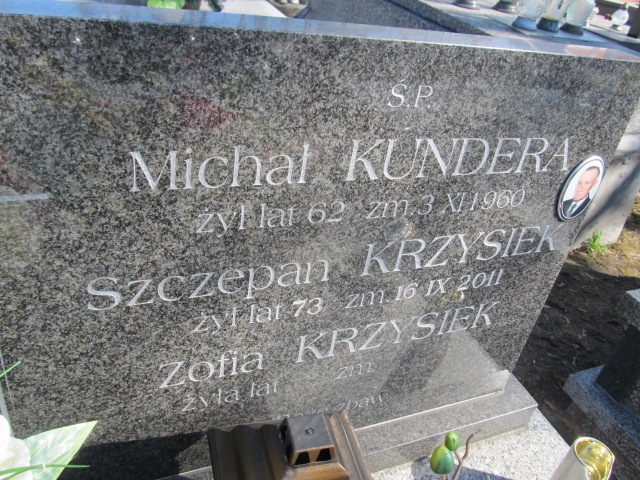 Ś.P.
Michał KUNDERA
żył lat 62 zm. 3 XI 1960
Szczepan KRZYSIEK
żył lat 73 zm. 16 IX 2011
Zofia KRZYSIEK
żyła lat zm.